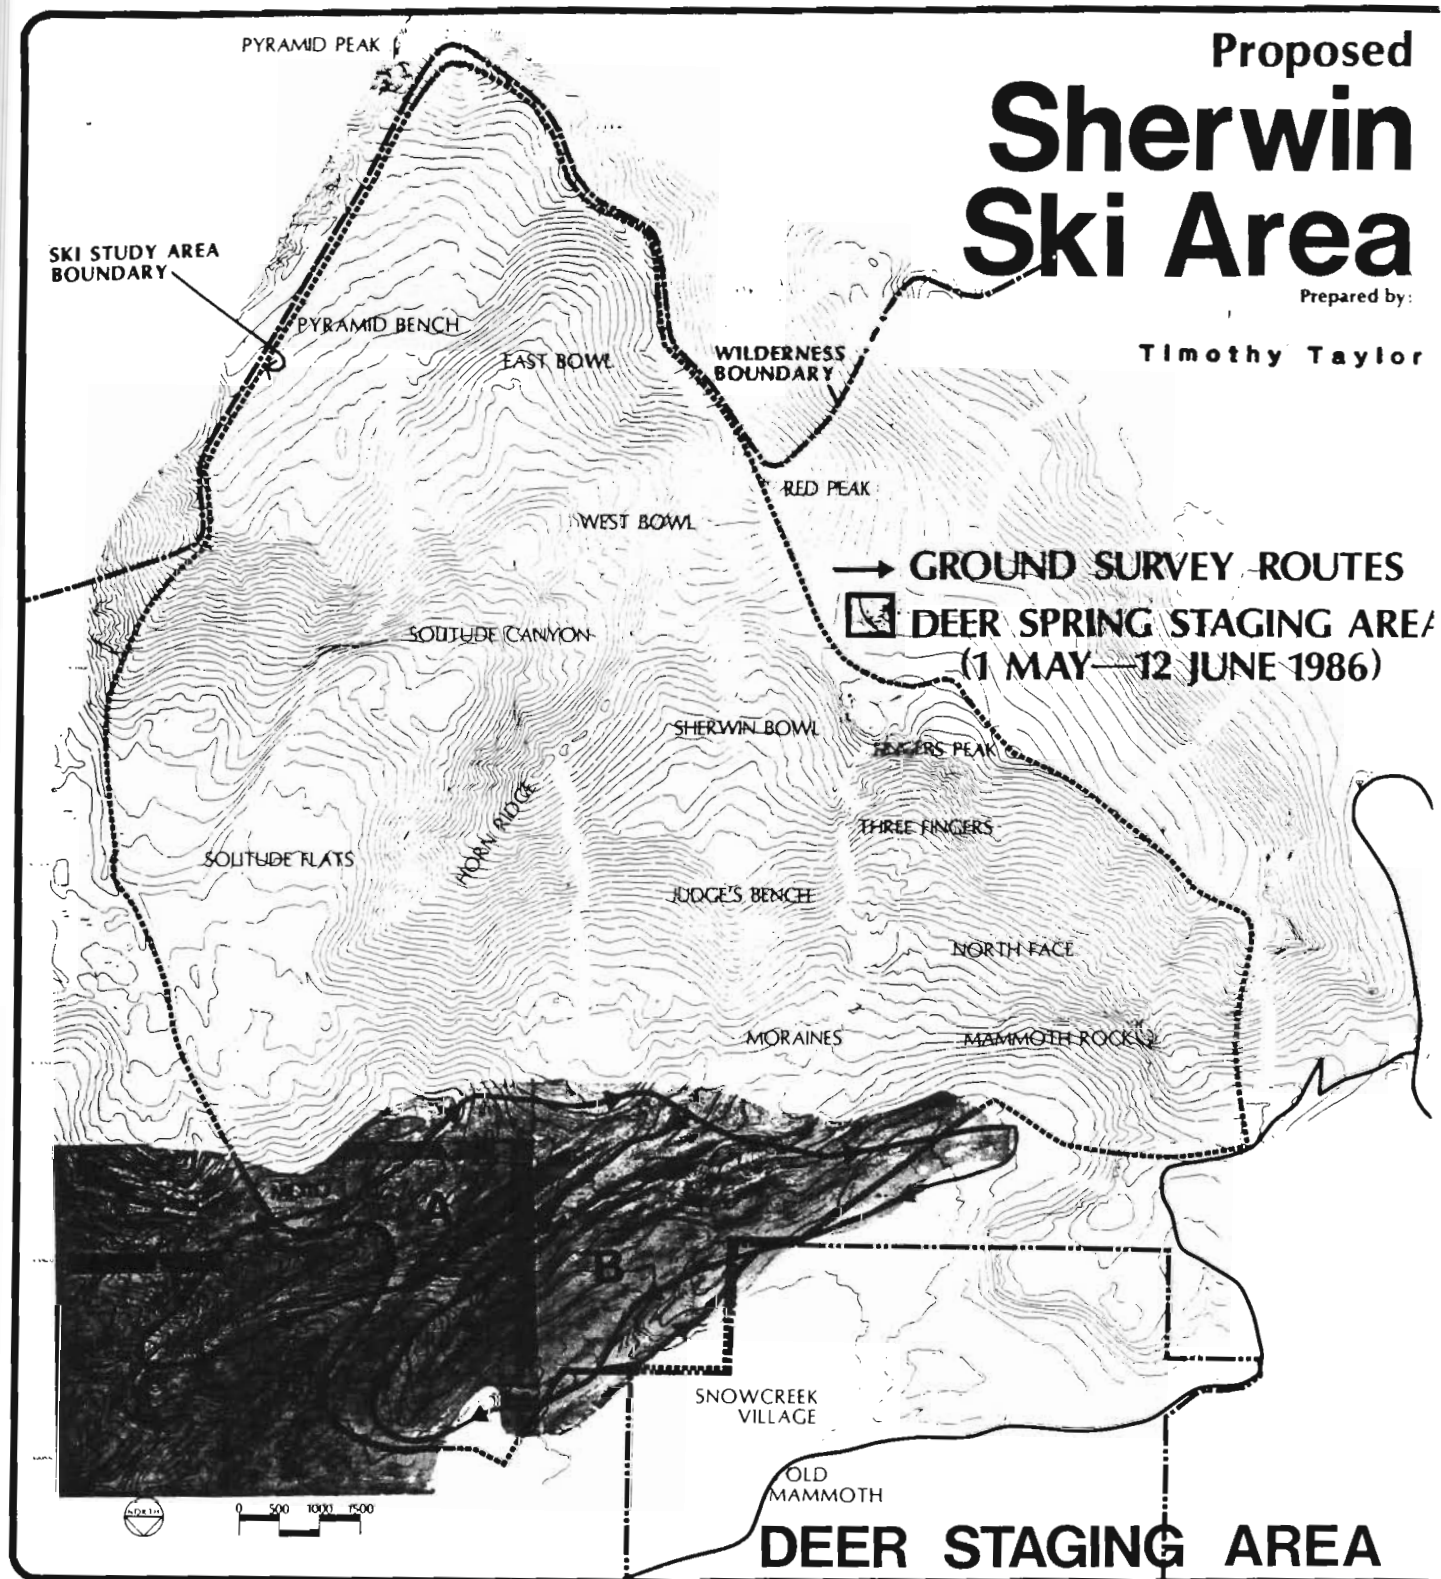 Proposed
Sherwin
Ski Area
Prepared by:
Timothy Taylor
PYRAMID PEAK
SKI STUDY AREA
BOUNDARY
PYRAMID BENCH
EAST BOWL
WILDERNESS
BOUNDARY
RED PEAK
WEST BOWL
GROUND SURVEY ROUTES
DEER SPRING STAGING AREA
(1 MAY—12 JUNE 1986)
SOLITUDE CANYON
SHERWIN BOWL
FINGERS PEAK
HORN RIDGE
THREE FINGERS
SOLITUDE FLATS
JUDGE'S BENCH
NORTH FACE
MORAINES
MAMMOTH ROCK
A
B
SNOWCREEK
VILLAGE
OLD
MAMMOTH
NORTH
0 500 1000 1500
DEER STAGING AREA